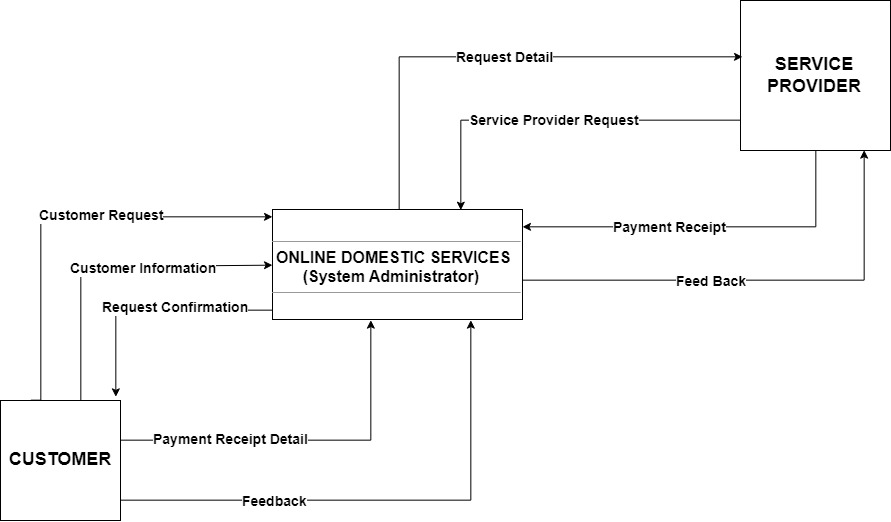 Request Detail
SERVICE
PROVIDER
Service Provider Request
Customer Request
Payment Receipt
ONLINE DOMESTIC SERVICES
(System Administrator)
Customer Information
Feed Back
Request Confirmation
Payment Receipt Detail
CUSTOMER
Feedback